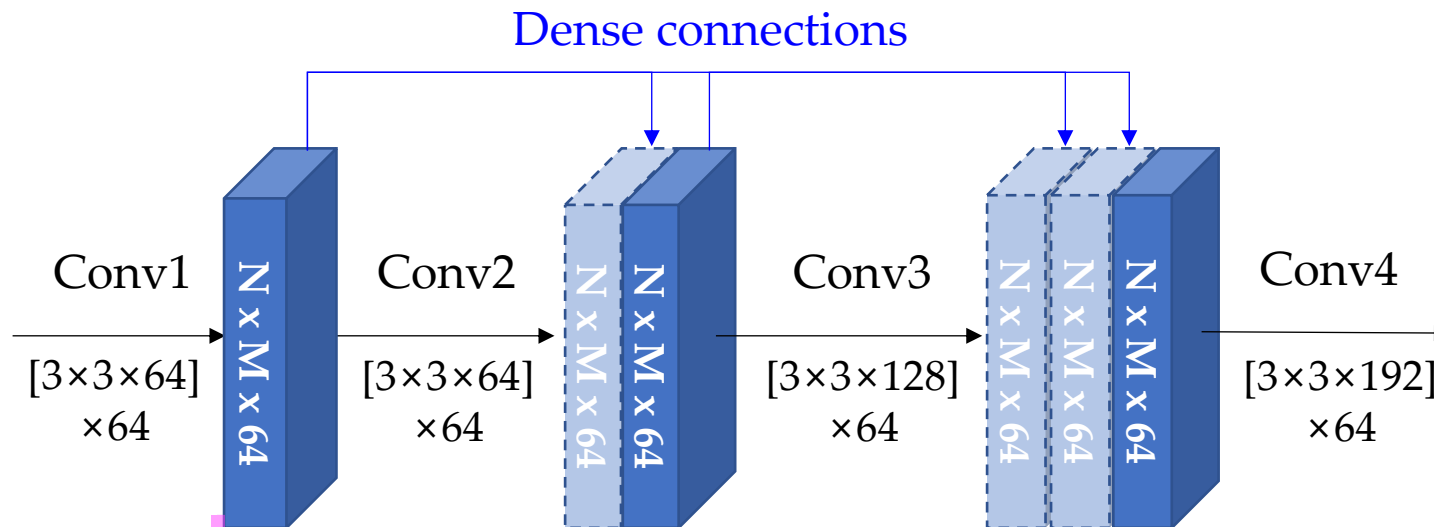 Dense connections
Conv1
[3×3×64]
×64
N x M x 64
Conv2
[3×3×64]
×64
N x M x 64
N x M x 64
Conv3
[3×3×128]
×64
N x M x 64
N x M x 64
N x M x 64
Conv4
[3×3×192]
×64